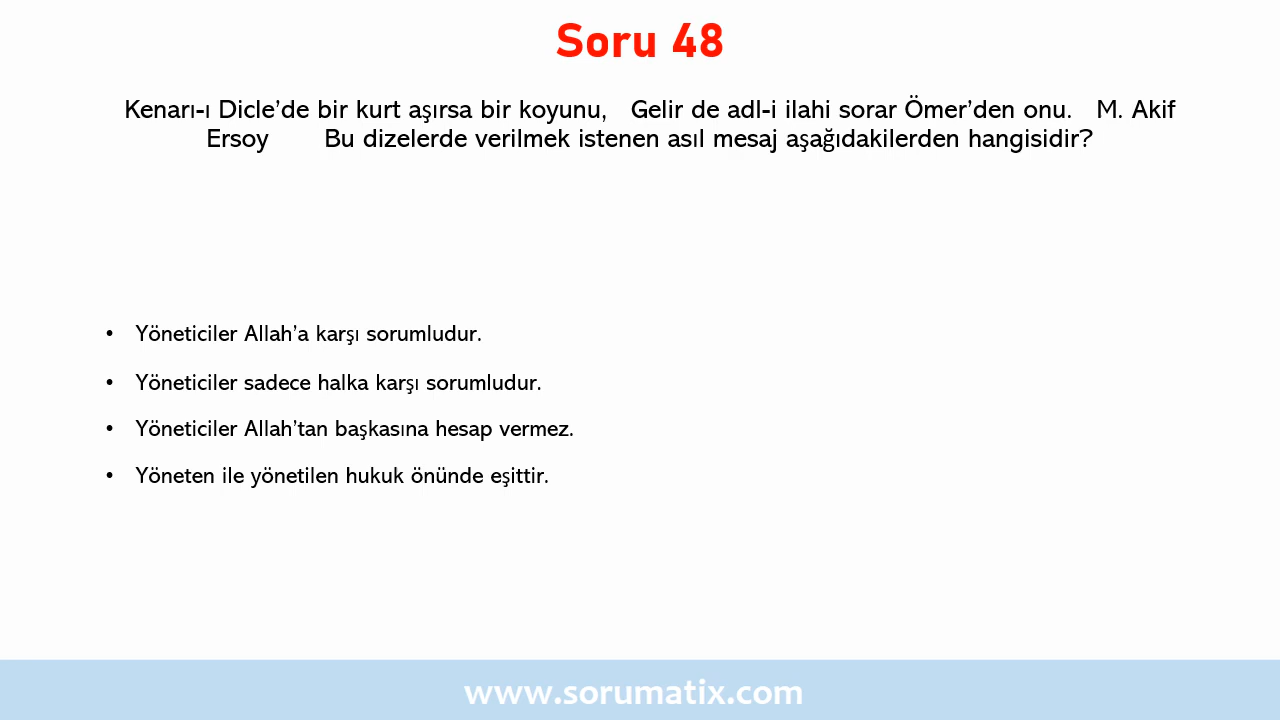 Soru 48
Kenarı-ı Dicle’de bir kurt aşırsa bir koyunu, Gelir de adl-i ilahi sorar Ömer’den onu. M. Akif
Ersoy Bu dizelerde verilmek istenen asıl mesaj aşağıdakilerden hangisidir?
• Yöneticiler Allah’a karşı sorumludur.
• Yöneticiler sadece halka karşı sorumludur.
• Yöneticiler Allah’tan başkasına hesap vermez.
• Yöneten ile yönetilen hukuk önünde eşittir.
www.sorumatix.com